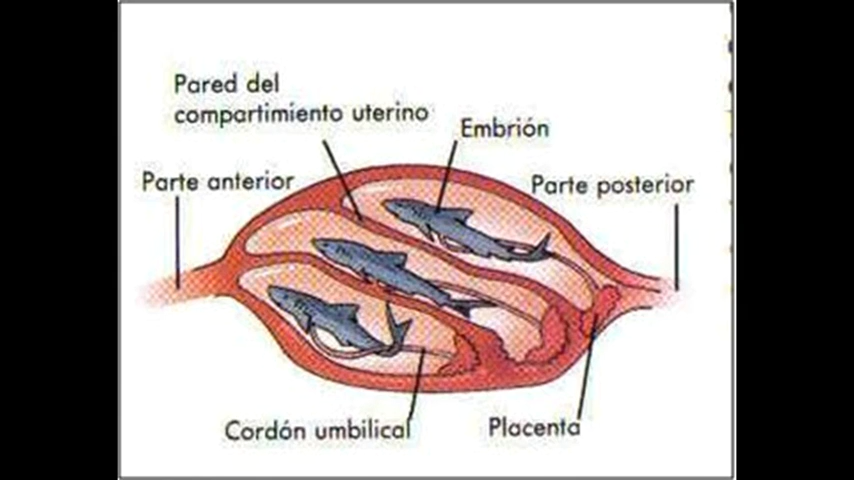 Pared del
compartimiento uterino
Embrión
Parte anterior
Parte posterior
Cordón umbilical
Placenta